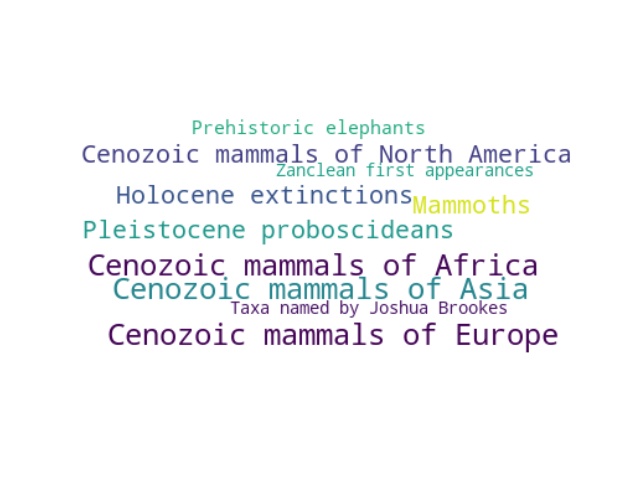 Prehistoric elephants
Cenozoic mammals of North America
Zanclean first appearances
Holocene extinctions
Mammoths
Pleistocene proboscideans
Cenozoic mammals of Africa
Cenozoic mammals of Asia
Taxa named by Joshua Brookes
Cenozoic mammals of Europe